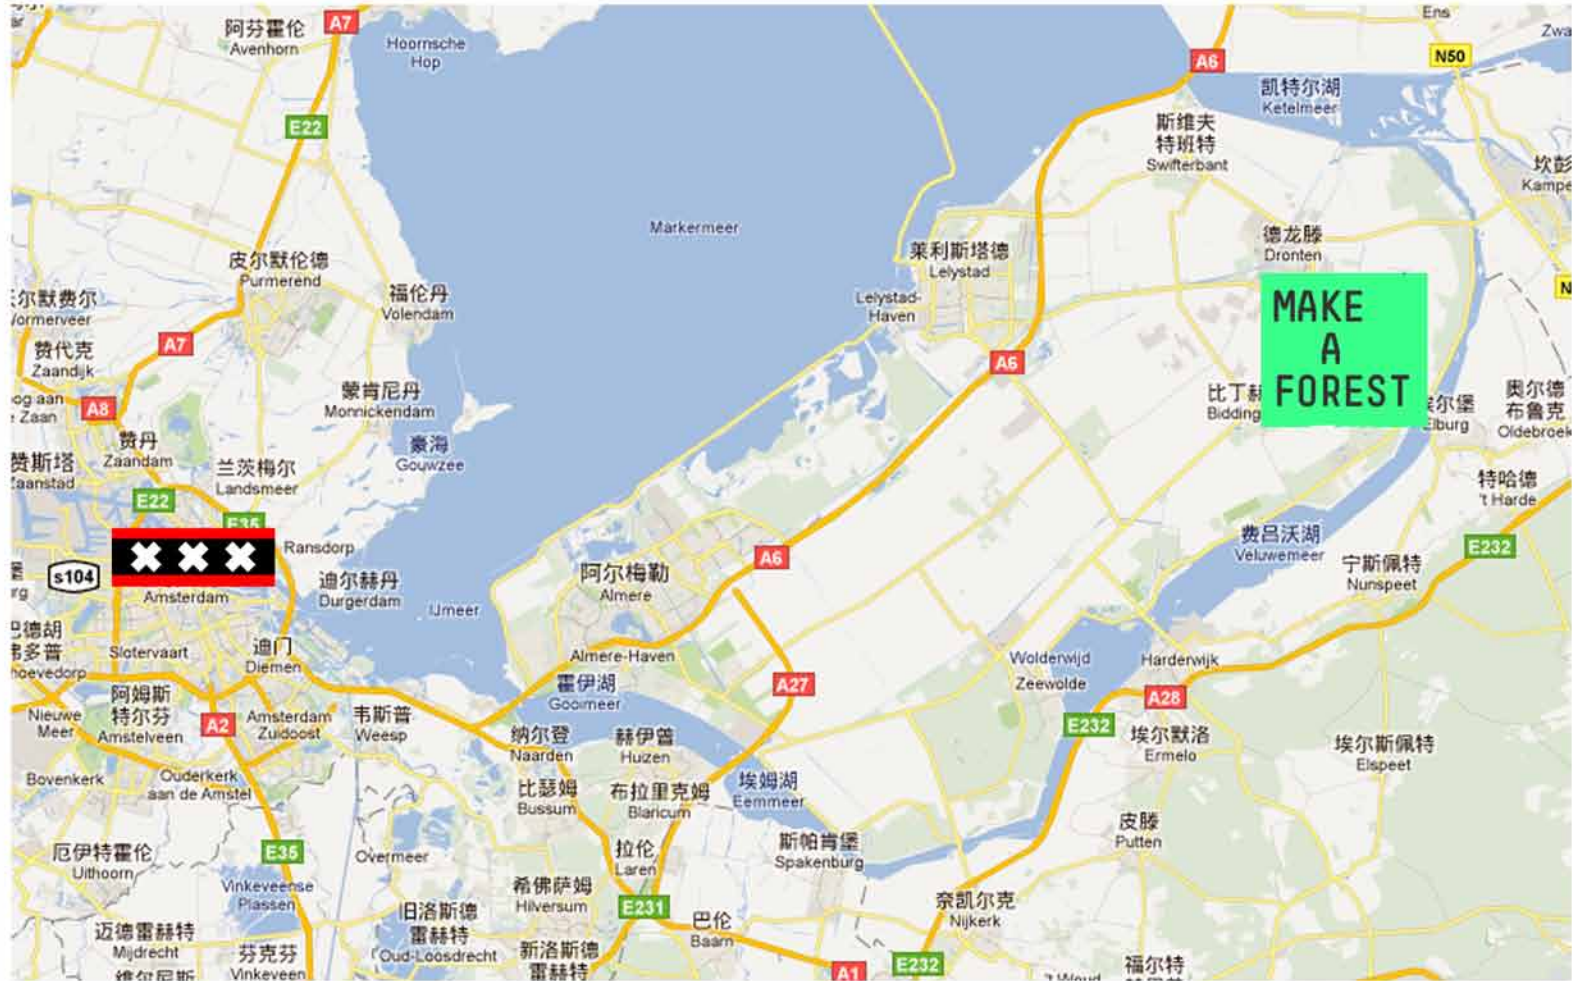 阿芬霍伦
Avenhorn
A7
Hoornsche
Hop
A6
Ens
N50
凯特尔湖
Ketelmeer
E22
斯维夫
特班特
Swifterbant
Markermeer
皮尔默伦德
Purmerend
福伦丹
Volendam
莱利斯塔德
Lelystad
德龙滕
Dronten
Lelystad-
Haven
MAKE
A
FOREST
A7
赞代克
Zaandijk
A6
蒙肯尼丹
Monnickendam
A8
奥尔德
布鲁克
赞丹
Zaandam
豪海
Gouwzee
兰茨梅尔
Landsmeer
特哈德
't Harde
E22
E35
XXX
Ransdorp
s104
Amsterdam
迪尔赫丹
Durgerdam
IJmeer
阿尔梅勒
Almere
A6
费吕沃湖
Veluwemeer
宁斯佩特
Nunspeet
E232
Slotervaart
迪门
Diemen
Almere-Haven
Wolderwijd
Zeewolde
Harderwijk
霍伊湖
Gooimeer
A27
A28
E232
Nieuwe
Meer
阿姆斯
特尔芬
Amstelveen
A2
Amsterdam
Zuidoost
韦斯普
Weesp
纳尔登
Naarden
赫伊曾
Huizen
埃尔默洛
Ermelo
埃尔斯佩特
Elspeet
Bovenkerk
Ouderkerk
aan de Amstel
比瑟姆
Bussum
布拉里克姆
Blaricum
埃姆湖
Eemmeer
皮滕
Putten
厄伊特霍伦
Uithoorn
E35
Overmeer
拉伦
Laren
斯帕肯堡
Spakenburg
Vinkeveense
Plassen
希佛萨姆
Hilversum
E231
奈凯尔克
Nijkerk
迈德雷赫特
Mijdrecht
旧洛斯德
雷赫特
Oud-Loosdrecht
巴伦
Baarn
芬克芬
Vinkeveen
新洛斯德
雷赫特
A1
E232
福尔特